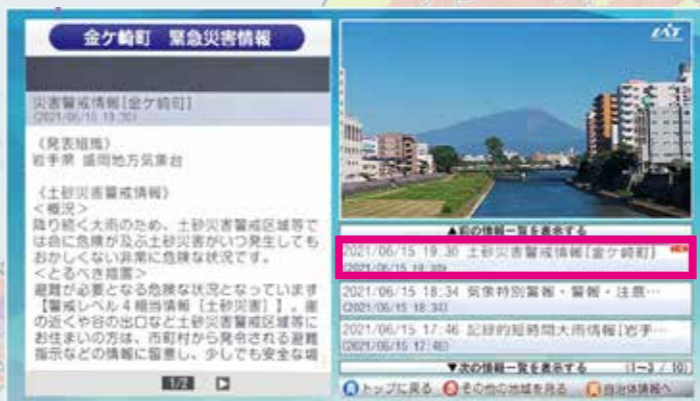 金ケ崎町 緊急災害情報
災害警戒情報[金ケ崎町]
(2021/06/15 19:30)
《発表組織》
岩手県 盛岡地方気象台
《土砂災害警戒情報》
<概況>
降り続く大雨のため、土砂災害警戒区域等で
は命に危険が及ぶ土砂災害がいつ発生しても
おかしくない非常に危険な状況です。
<とるべき措置>
避難が必要となる危険な状況となっています
【警戒レベル4相当情報[土砂災害]】。崖
の近くや谷の出口など土砂災害警戒区域等に
お住まいの方は、市町村から発令される避難
指示などの情報に留意し、少しでも安全な場
1/2
IAT
▲前の情報一覧を表示する
2021/06/15 19:30 土砂災害警戒情報[金ケ崎町] NEW
(2021/06/15 19:30)
2021/06/15 18:34 気象特別警報・警報・注意…
(2021/06/15 18:34)
2021/06/15 17:46 記録的短時間大雨情報[岩手…
(2021/06/15 17:46)
▼次の情報一覧を表示する (1~3 / 10)
トップに戻る その他の地域を見る 自治体情報へ